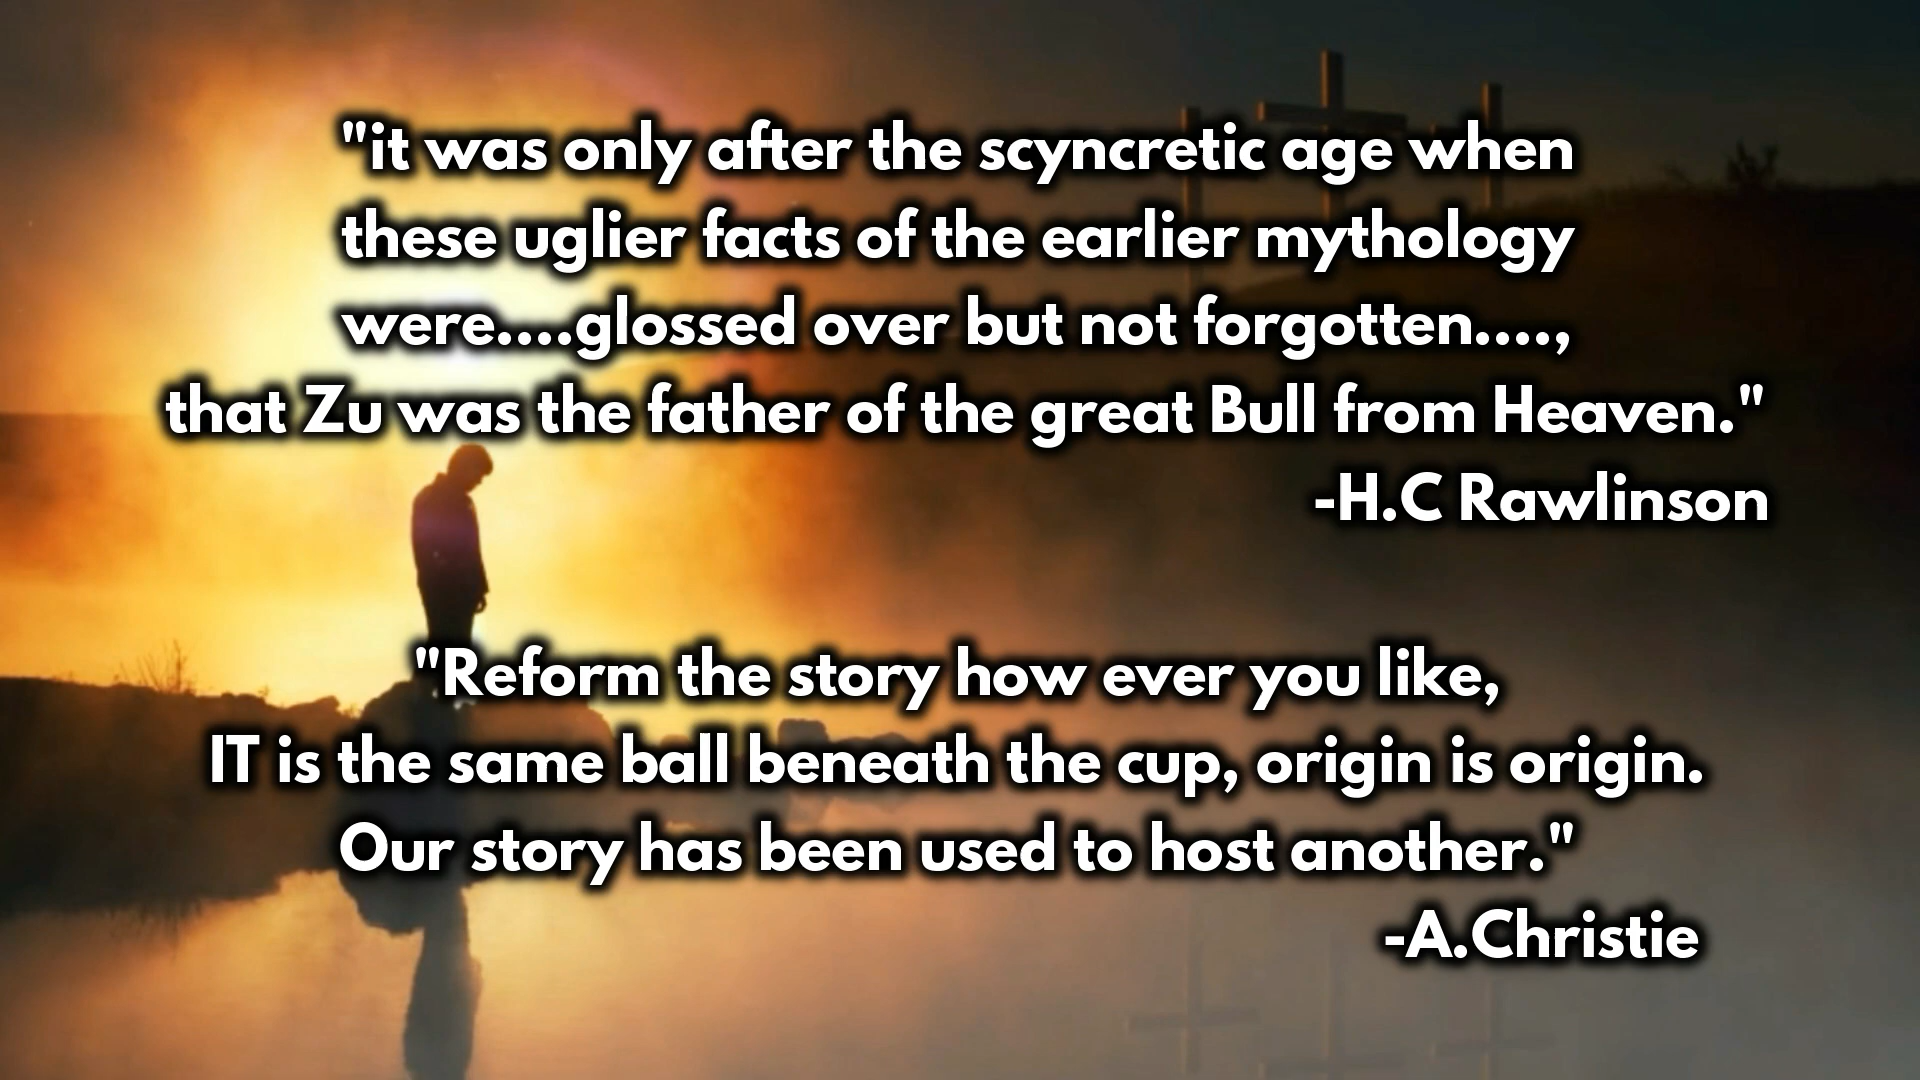 "it was only after the scyncretic age when
these uglier facts of the earlier mythology
were....glossed over but not forgotten....,
that Zu was the father of the great Bull from Heaven."
-H.C Rawlinson
"Reform the story how ever you like,
IT is the same ball beneath the cup, origin is origin.
Our story has been used to host another."
-A.Christie